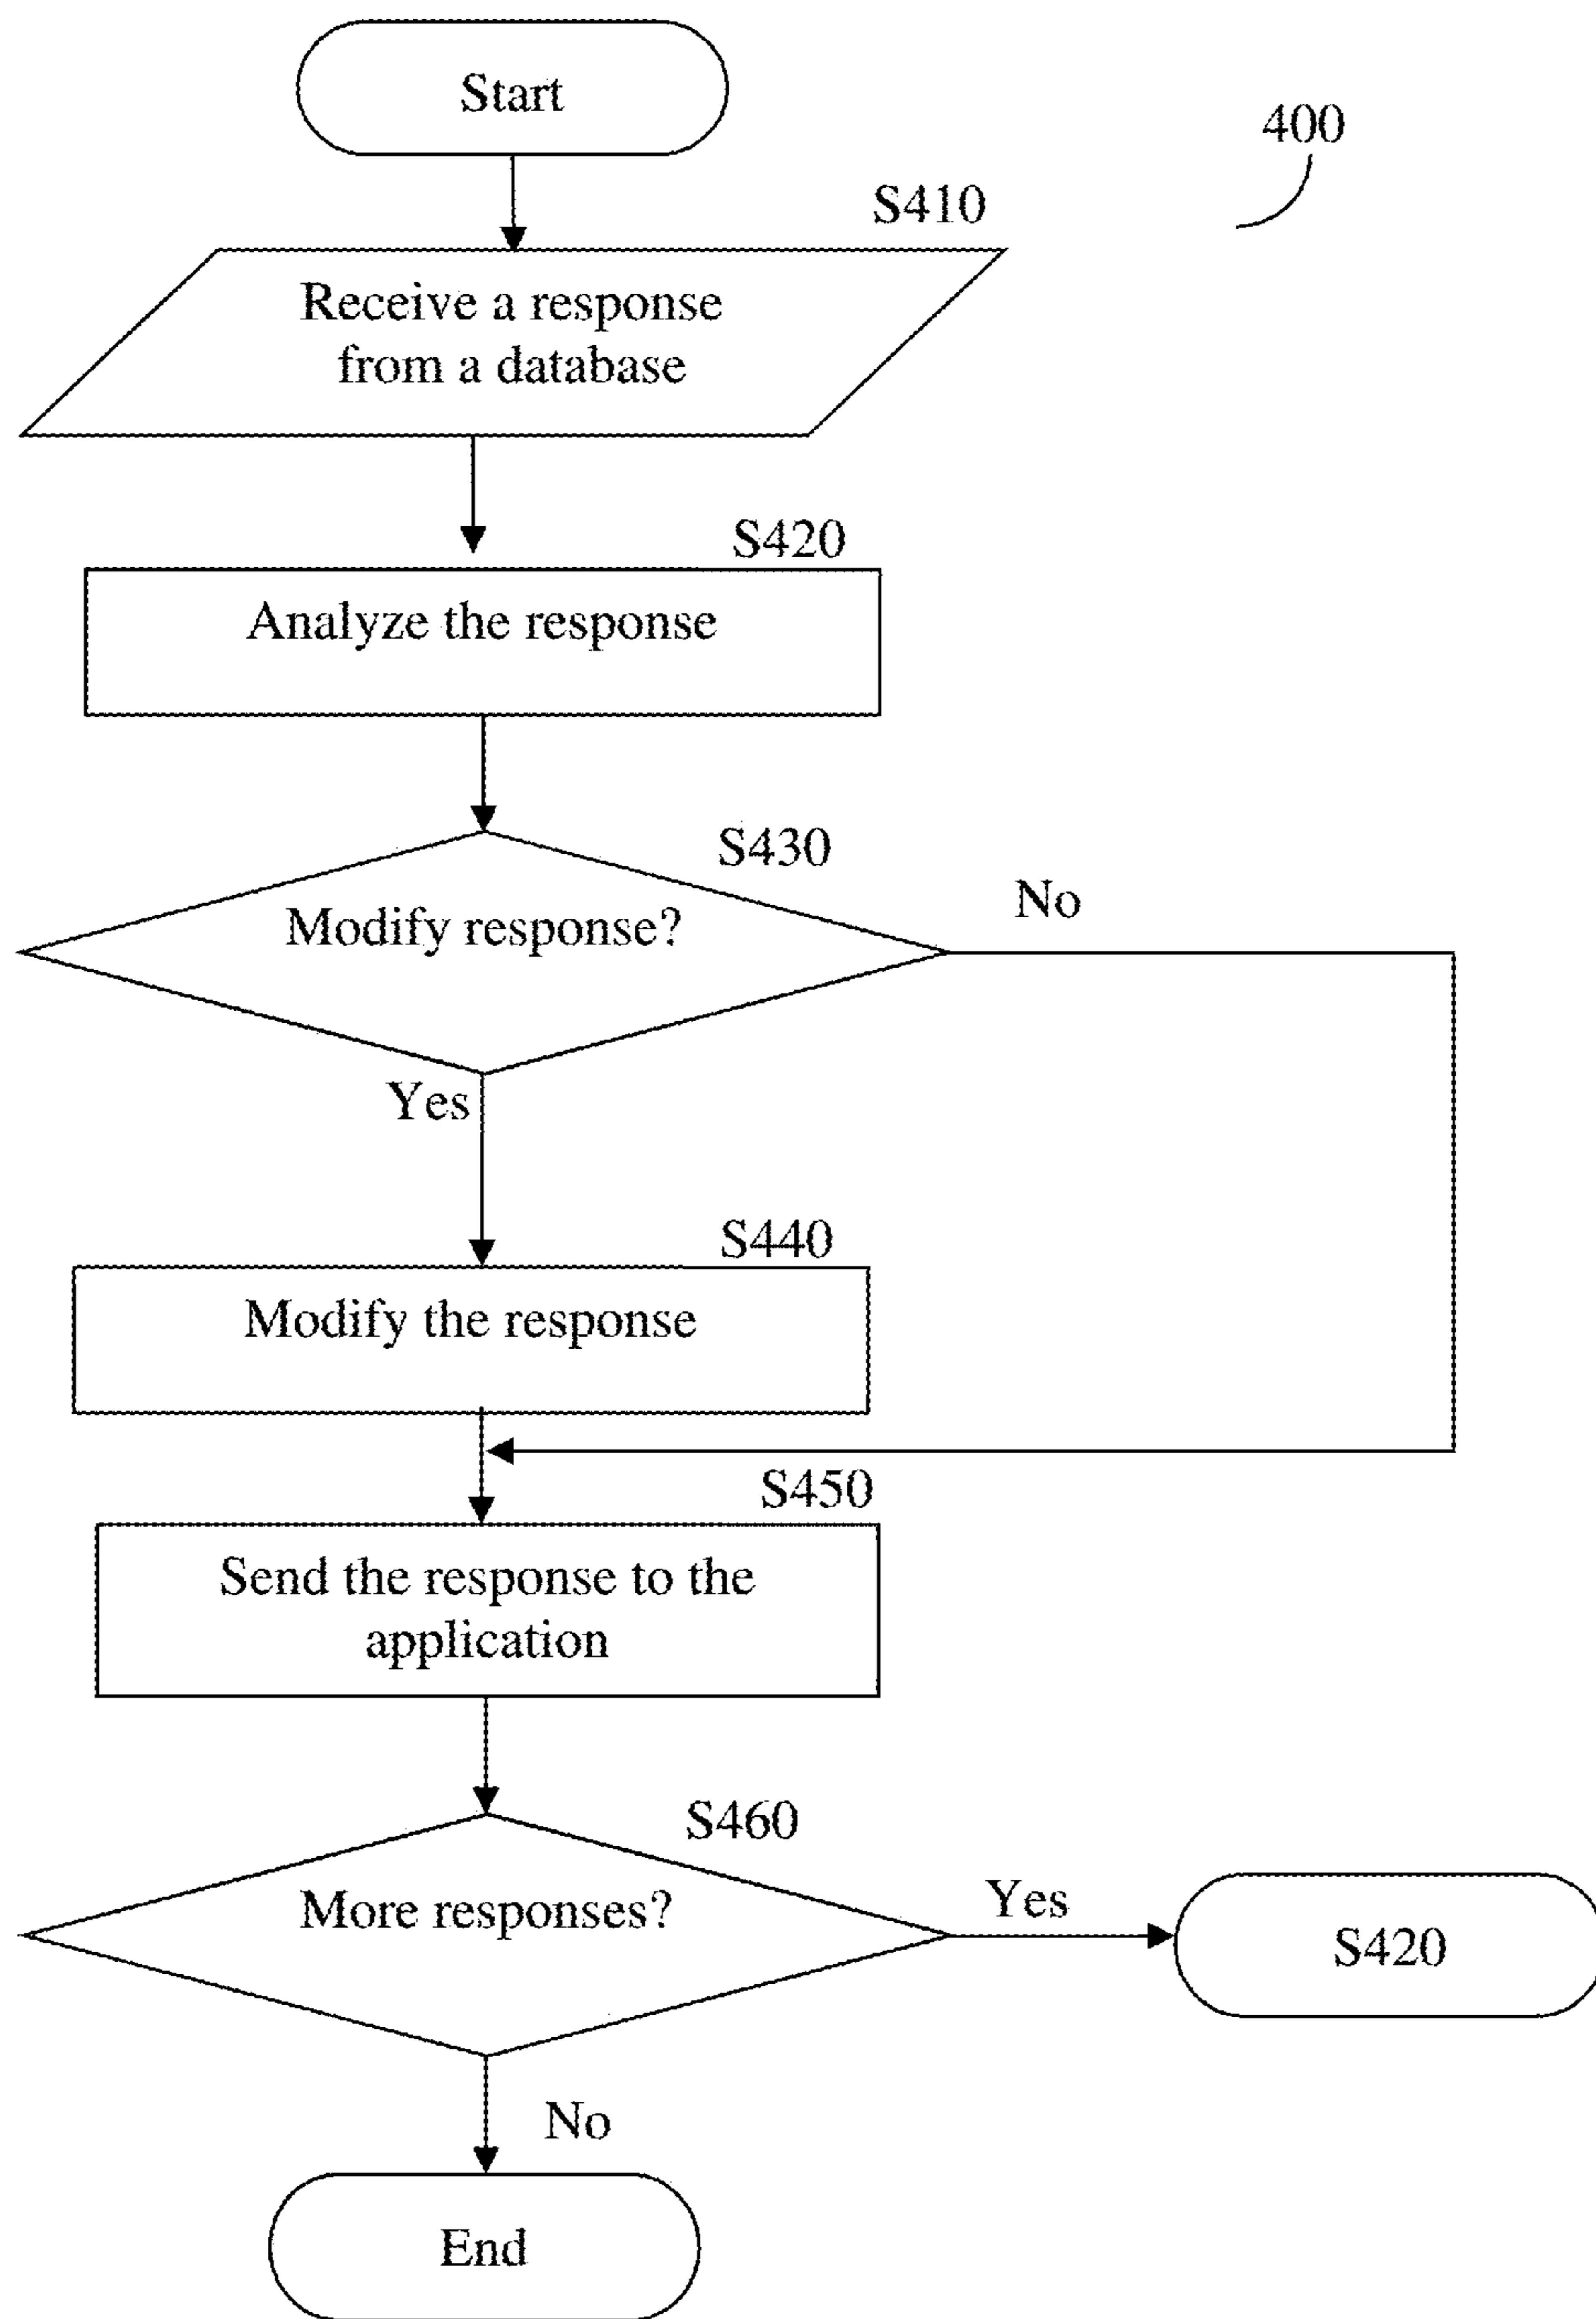 Start
400
S410
Receive a response
from a database
S420
Analyze the response
S430
Modify response?
No
Yes
S440
Modify the response
S450
Send the response to the
application
S460
More responses?
Yes
S420
No
End